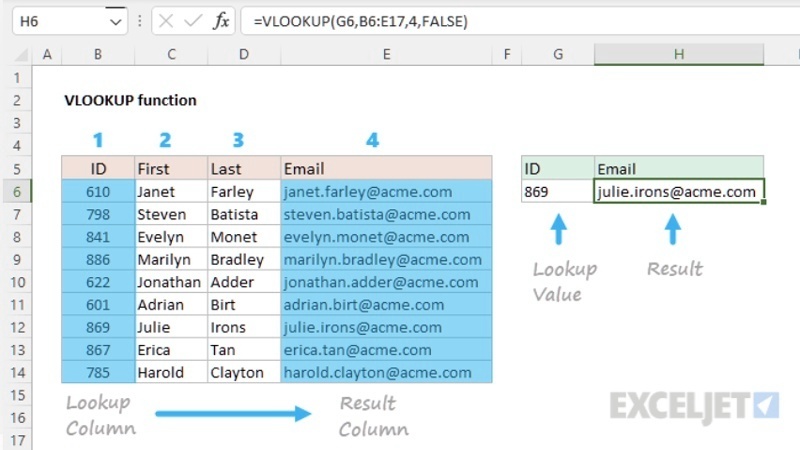 H6 fx =VLOOKUP(G6,B6:E17,4,FALSE)
A B C D E F G H
1
2 VLOOKUP function
3
4 1 2 3 4
5 ID First Last Email ID Email
6 610 Janet Farley janet.farley@acme.com 869 julie.irons@acme.com
7 798 Steven Batista steven.batista@acme.com
8 841 Evelyn Monet evelyn.monet@acme.com
9 886 Marilyn Bradley marilyn.bradley@acme.com Lookup Result
10 622 Jonathan Adder jonathan.adder@acme.com Value
11 601 Adrian Birt adrian.birt@acme.com
12 869 Julie Irons julie.irons@acme.com
13 867 Erica Tan erica.tan@acme.com
14 785 Harold Clayton harold.clayton@acme.com
15 Lookup Result
16 Column Column EXCELJET
17